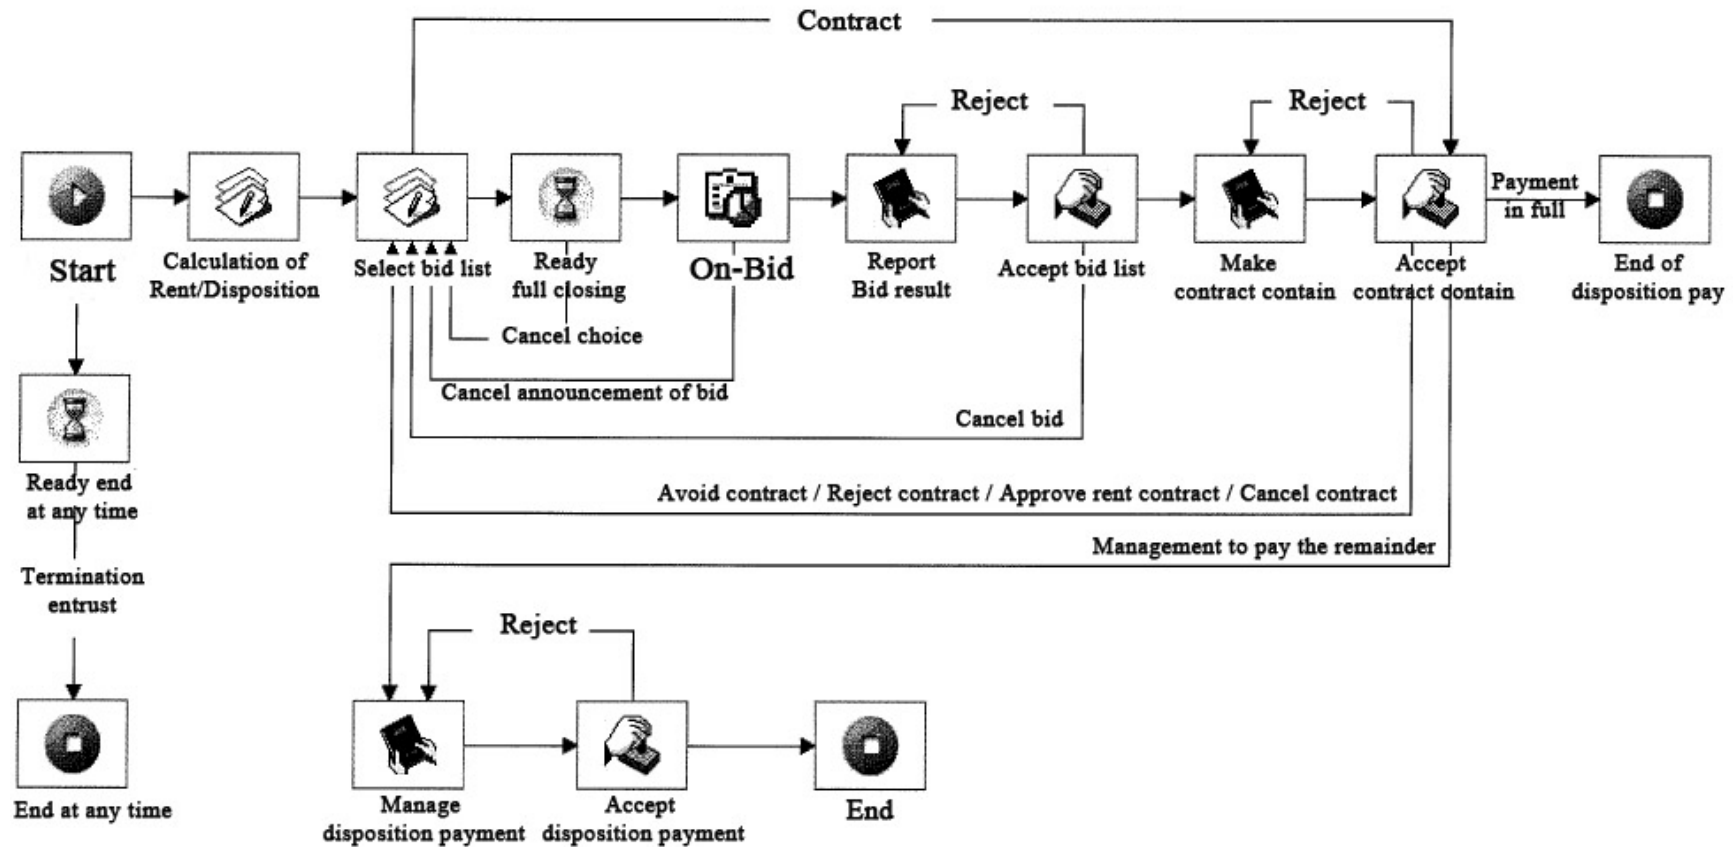 Contract
Reject
Reject
Start
Calculation of
Rent/Disposition
Select bid list
Ready
full closing
On-Bid
Report
Bid result
Accept bid list
Make
contract contain
Accept
contract contain
Payment
in full
End of
disposition pay
Cancel choice
Cancel announcement of bid
Cancel bid
Ready end
at any time
Avoid contract / Reject contract / Approve rent contract / Cancel contract
Management to pay the remainder
Termination
entrust
Reject
End at any time
Manage
disposition payment
Accept
disposition payment
End